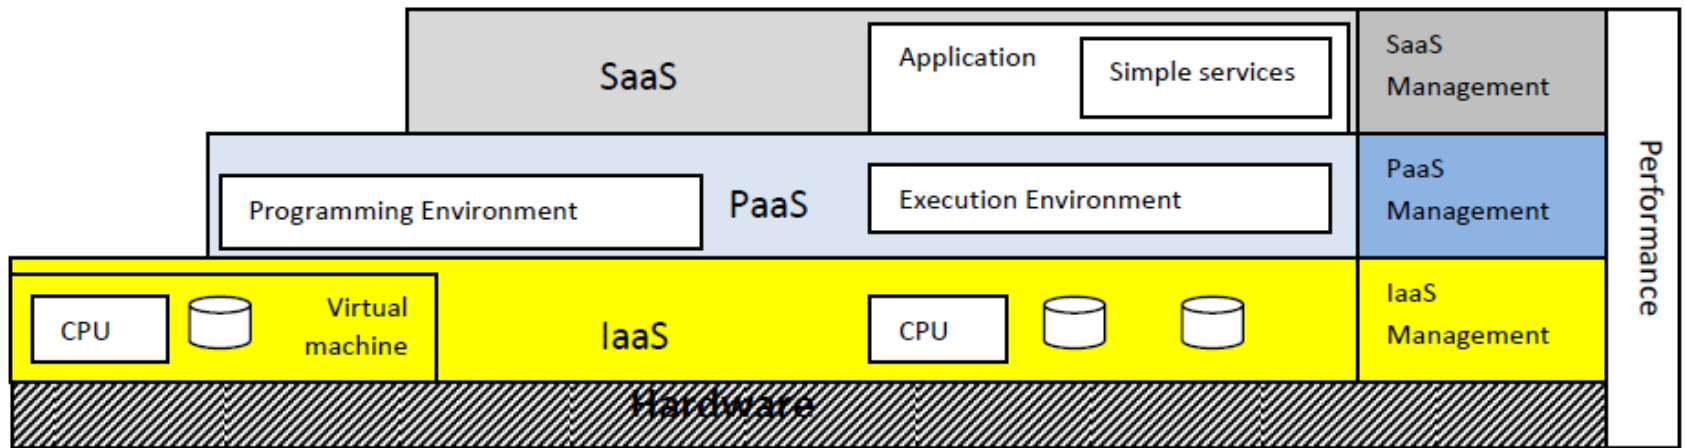 SaaS
Application
Simple services
SaaS
Management
Programming Environment
PaaS
Execution Environment
PaaS
Management
CPU
Virtual
machine
IaaS
CPU
IaaS
Management
Hardware
Performance